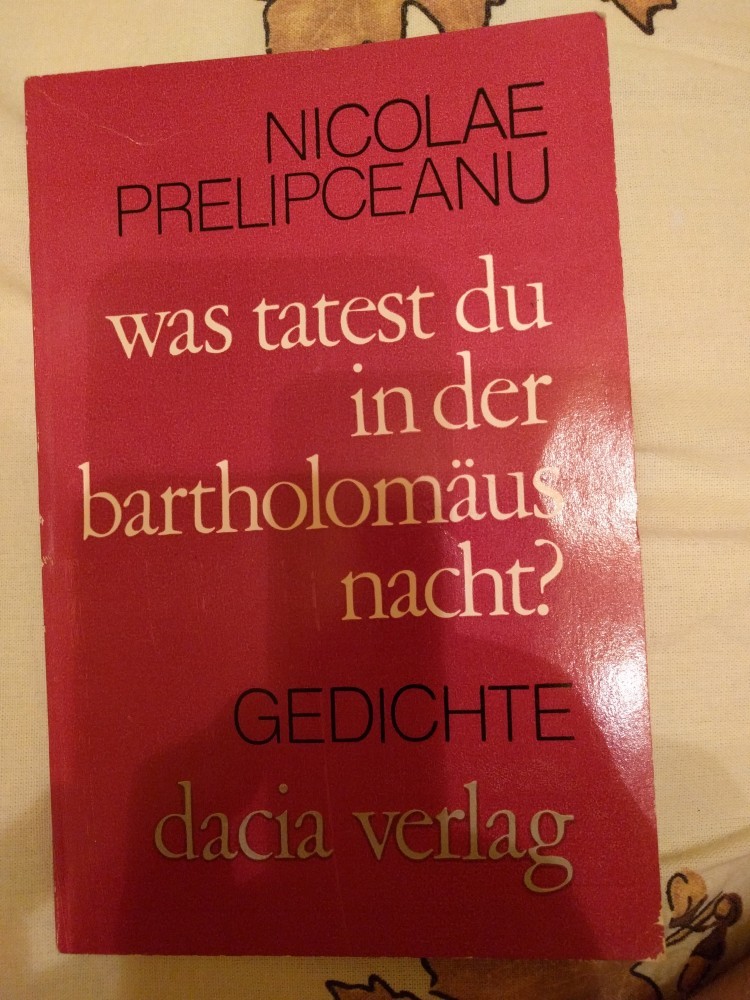 NICOLAE
PRELIPCEANU
was tatest du
in der
bartholomäus
nacht?
GEDICHTE
dacia verlag